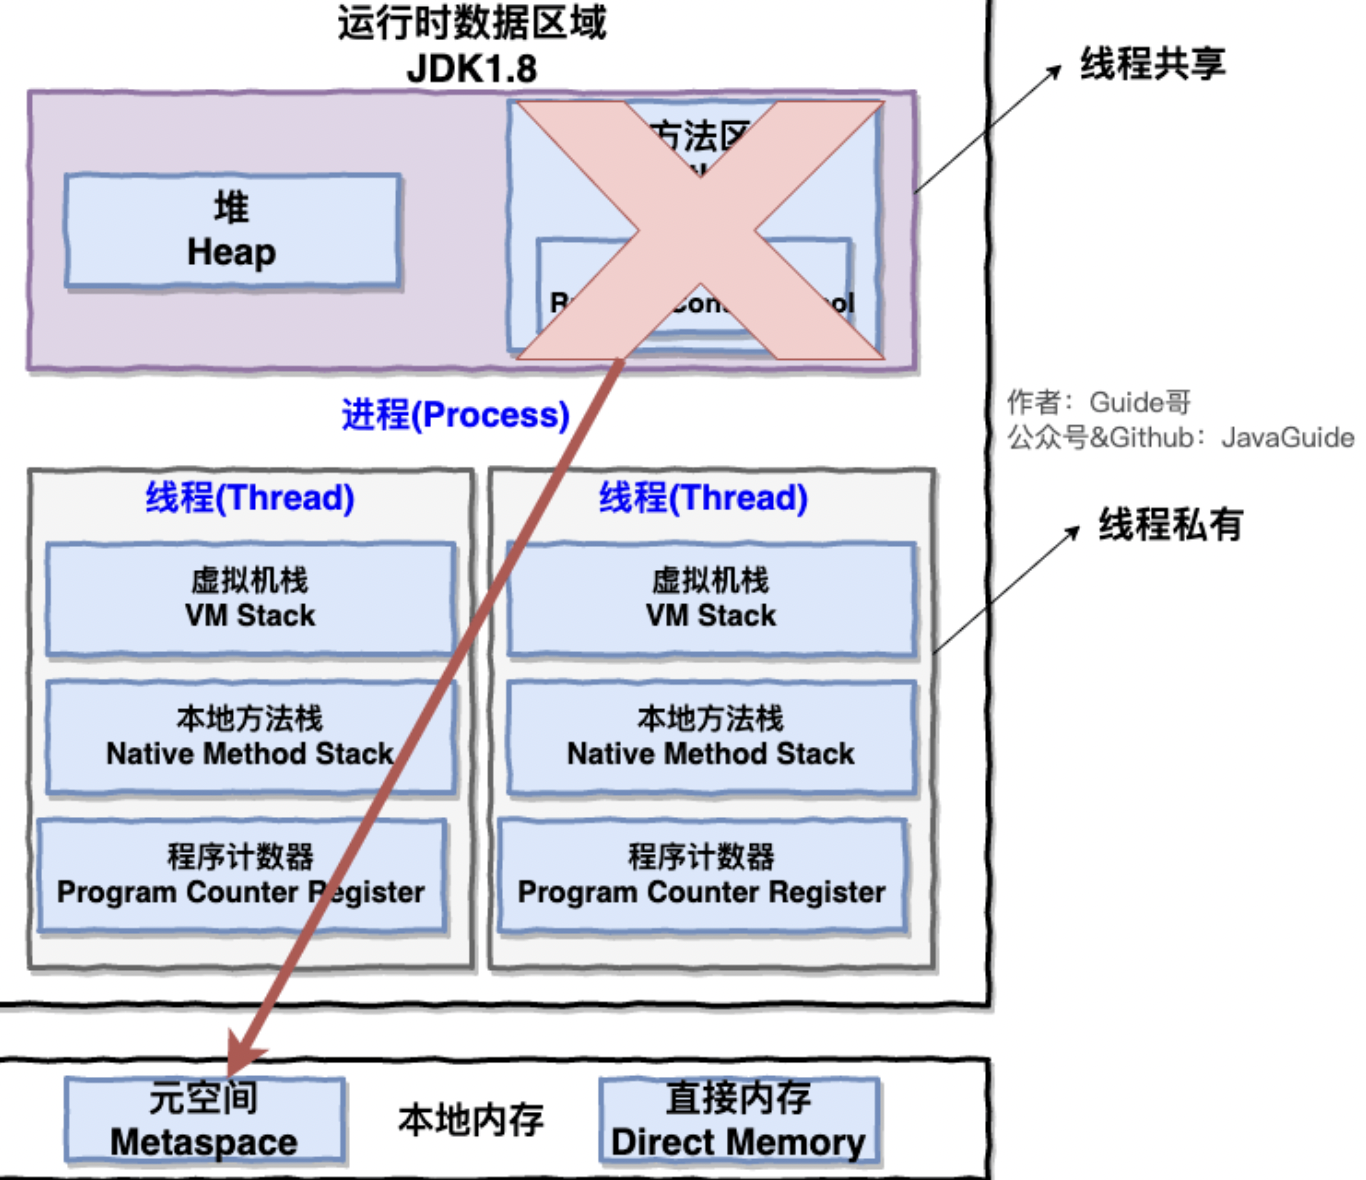 运行时数据区域
JDK1.8
线程共享
方法区
堆
Heap
进程(Process)
作者：Guide哥
公众号&Github：JavaGuide
线程(Thread)
线程(Thread)
线程私有
虚拟机栈
VM Stack
虚拟机栈
VM Stack
本地方法栈
Native Method Stack
本地方法栈
Native Method Stack
程序计数器
Program Counter Register
程序计数器
Program Counter Register
元空间
Metaspace
本地内存
直接内存
Direct Memory